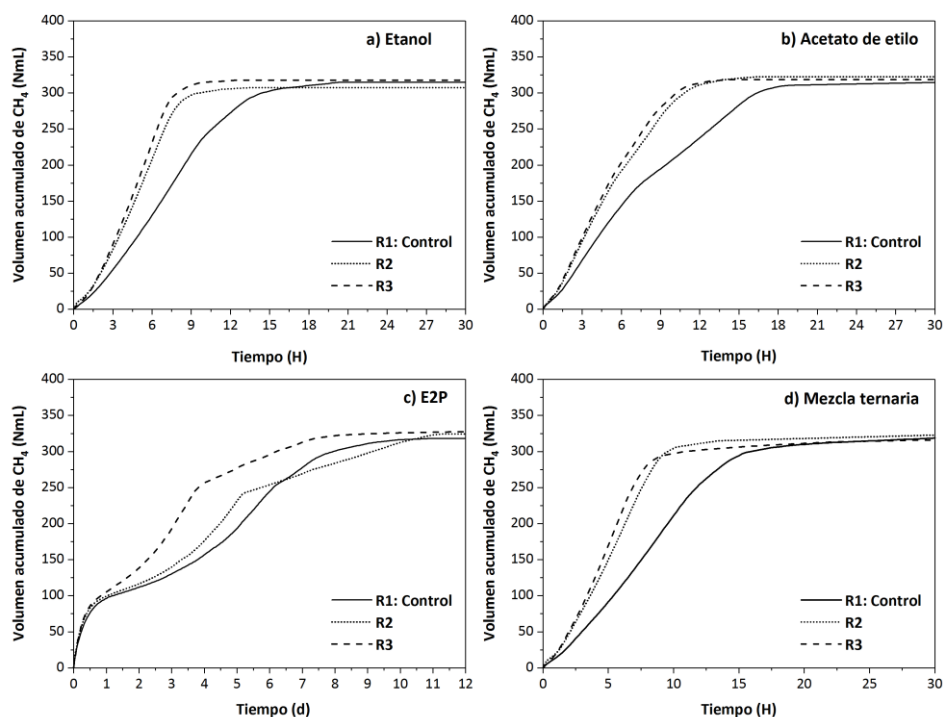 a) Etanol
Volumen acumulado de CH4 (NmL)
400
350
300
250
200
150
100
50
0
R1: Control
R2
R3
0 3 6 9 12 15 18 21 24 27 30
Tiempo (H)
b) Acetato de etilo
Volumen acumulado de CH4 (NmL)
400
350
300
250
200
150
100
50
0
R1: Control
R2
R3
0 3 6 9 12 15 18 21 24 27 30
Tiempo (H)
c) E2P
Volumen acumulado de CH4 (NmL)
400
350
300
250
200
150
100
50
0
R1: Control
R2
R3
0 1 2 3 4 5 6 7 8 9 10 11 12
Tiempo (d)
d) Mezcla ternaria
Volumen acumulado de CH4 (NmL)
400
350
300
250
200
150
100
50
0
R1: Control
R2
R3
0 5 10 15 20 25 30
Tiempo (H)